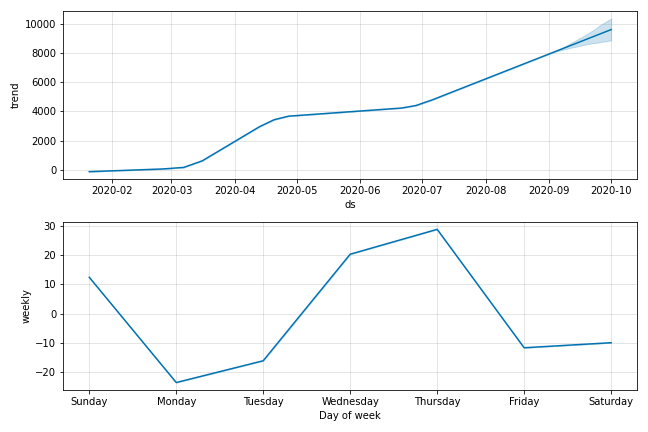 10000
8000
6000
4000
2000
0
trend
2020-02 2020-03 2020-04 2020-05 2020-06 2020-07 2020-08 2020-09 2020-10
ds
30
20
10
0
−10
−20
weekly
Sunday Monday Tuesday Wednesday Thursday Friday Saturday
Day of week